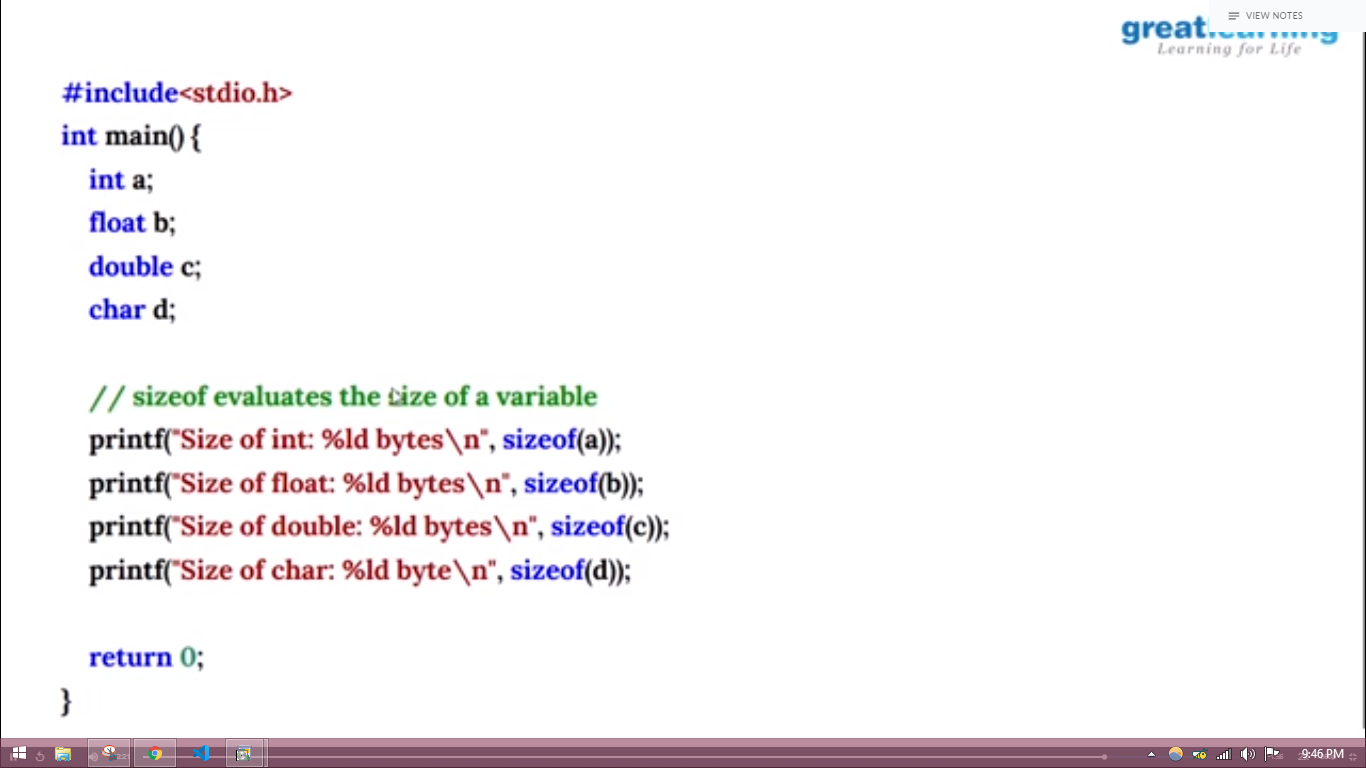 VIEW NOTES
great
Learning for Life
#include<stdio.h>
int main() {
int a;
float b;
double c;
char d;
// sizeof evaluates the size of a variable
printf("Size of int: %ld bytes\n", sizeof(a));
printf("Size of float: %ld bytes\n", sizeof(b));
printf("Size of double: %ld bytes\n", sizeof(c));
printf("Size of char: %ld byte\n", sizeof(d));
return 0;
}
9:46 PM